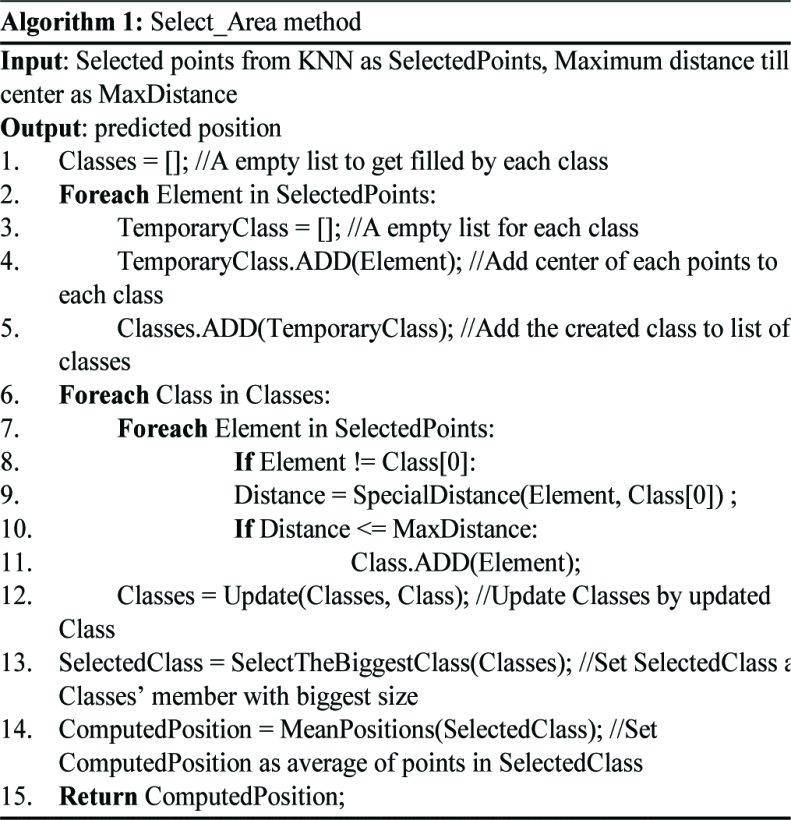 Algorithm 1: Select_Area method
Input: Selected points from KNN as SelectedPoints, Maximum distance till
center as MaxDistance
Output: predicted position
1. Classes = []; //A empty list to get filled by each class
2. Foreach Element in SelectedPoints:
3. TemporaryClass = []; //A empty list for each class
4. TemporaryClass.ADD(Element); //Add center of each points to
each class
5. Classes.ADD(TemporaryClass); //Add the created class to list of
classes
6. Foreach Class in Classes:
7. Foreach Element in SelectedPoints:
8. If Element != Class[0]:
9. Distance = SpecialDistance(Element, Class[0]) ;
10. If Distance <= MaxDistance:
11. Class.ADD(Element);
12. Classes = Update(Classes, Class); //Update Classes by updated
Class
13. SelectedClass = SelectTheBiggestClass(Classes); //Set SelectedClass
Classes’ member with biggest size
14. ComputedPosition = MeanPositions(SelectedClass); //Set
ComputedPosition as average of points in SelectedClass
15. Return ComputedPosition;